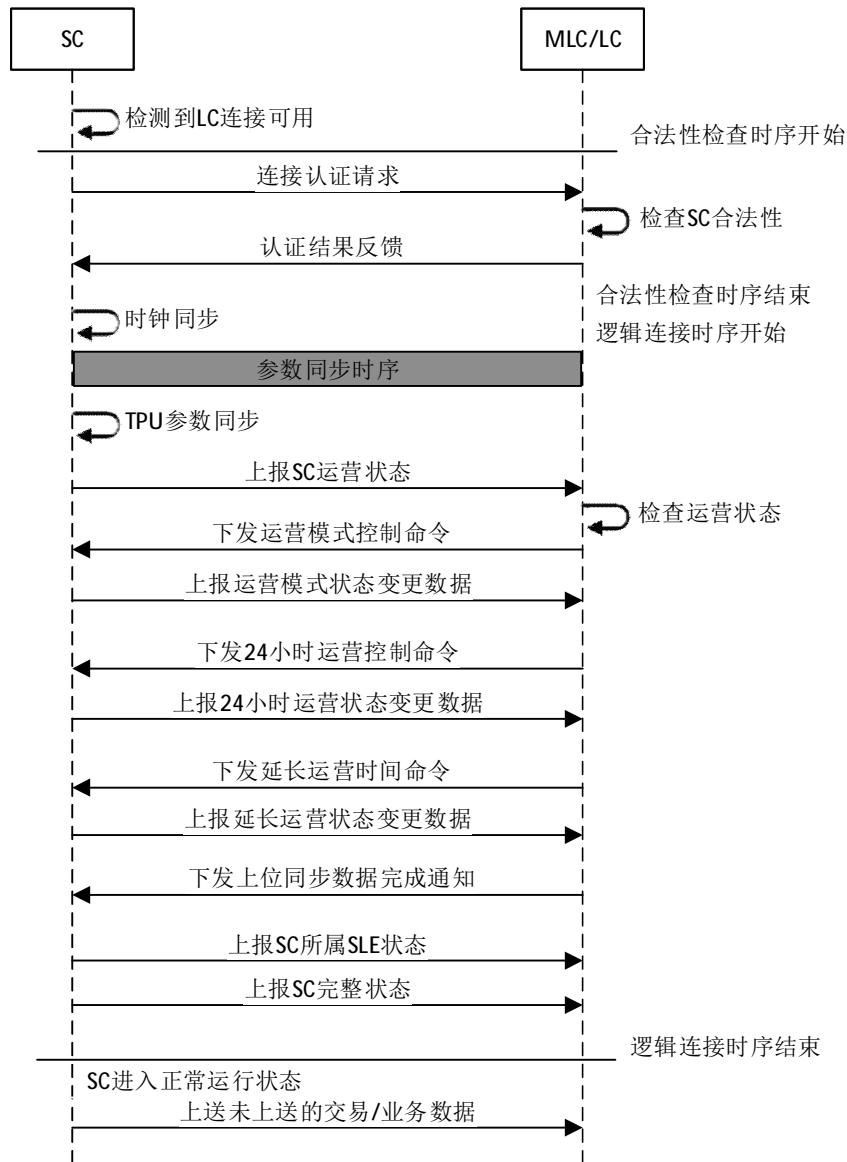 SC
MLC/LC
检测到LC连接可用
合法性检查时序开始
连接认证请求
检查SC合法性
认证结果反馈
合法性检查时序结束
时钟同步
逻辑连接时序开始
参数同步时序
TPU参数同步
上报SC运营状态
检查运营状态
下发运营模式控制命令
上报运营模式状态变更数据
下发24小时运营控制命令
上报24小时运营状态变更数据
下发延长运营时间命令
上报延长运营状态变更数据
下发上位同步数据完成通知
上报SC所属SLE状态
上报SC完整状态
逻辑连接时序结束
SC进入正常运行状态
上送未上送的交易/业务数据